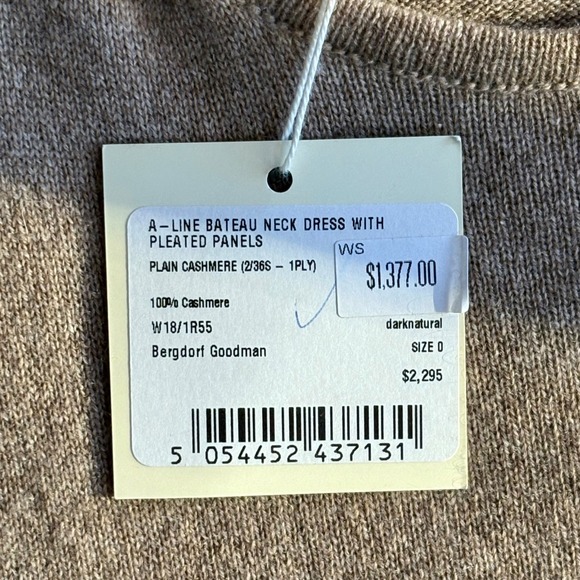 A-LINE BATEAU NECK DRESS WITH
PLEATED PANELS
PLAIN CASHMERE (2/36S - 1PLY)
WS
$1,377.00
100% Cashmere
W18/1R55
darknatural
Bergdorf Goodman
SIZE 0
$2,295
5 054452 437131